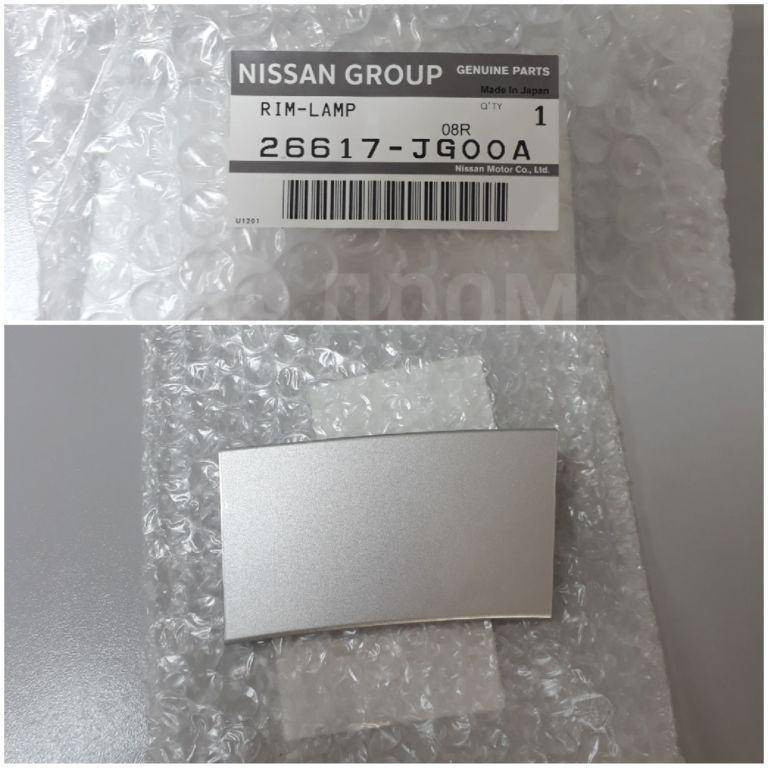 NISSAN GROUP GENUINE PARTS
Made In Japan
RIM-LAMP Q'TY 1
08R
26617-JG00A
Nissan Motor Co., Ltd.
U1201
ДРОМ